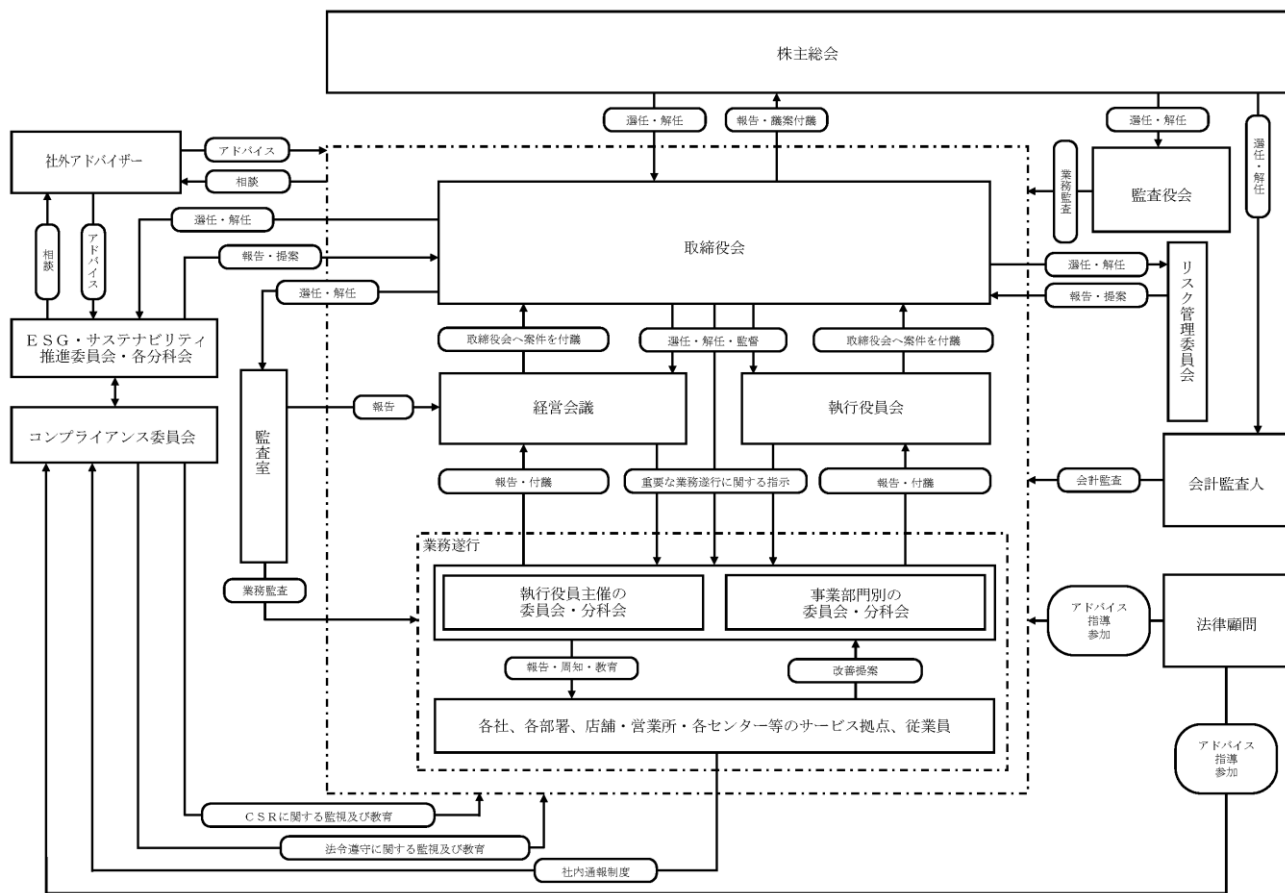 株主総会
選任・解任
報告・議案付議
選任・解任
選任・解任
社外アドバイザー
アドバイス
相談
業務監査
監査役会
相談
アドバイス
選任・解任
報告・提案
選任・解任
取締役会
選任・解任
報告・提案
リスク管理委員会
ESG・サステナビリティ
推進委員会・各分科会
取締役会へ案件を付議
選任・解任・監督
取締役会へ案件を付議
コンプライアンス委員会
監査室
報告
経営会議
執行役員会
報告・付議
重要な業務遂行に関する指示
報告・付議
会計監査
会計監査人
業務遂行
業務監査
執行役員主催の
委員会・分科会
事業部門別の
委員会・分科会
アドバイス
指導
参加
法律顧問
報告・周知・教育
改善提案
各社、各部署、店舗・営業所・各センター等のサービス拠点、従業員
アドバイス
指導
参加
CSRに関する監視及び教育
法令遵守に関する監視及び教育
社内通報制度